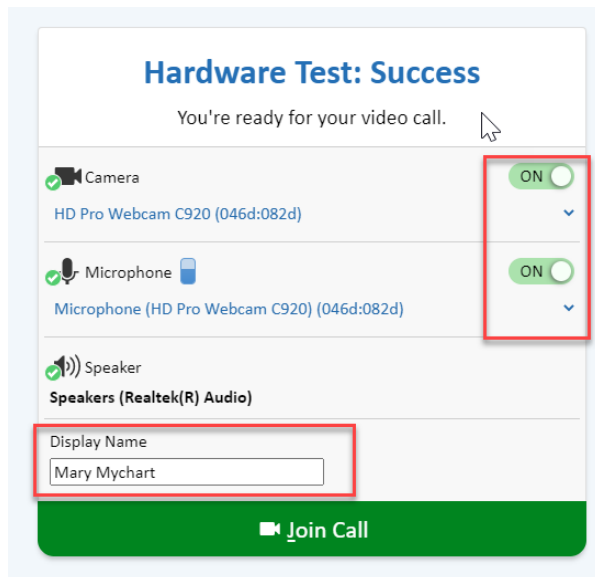 Hardware Test: Success
You're ready for your video call.
Camera
ON
HD Pro Webcam C920 (046d:082d)
Microphone
ON
Microphone (HD Pro Webcam C920) (046d:082d)
Speaker
Speakers (Realtek(R) Audio)
Display Name
Mary Mychart
Join Call